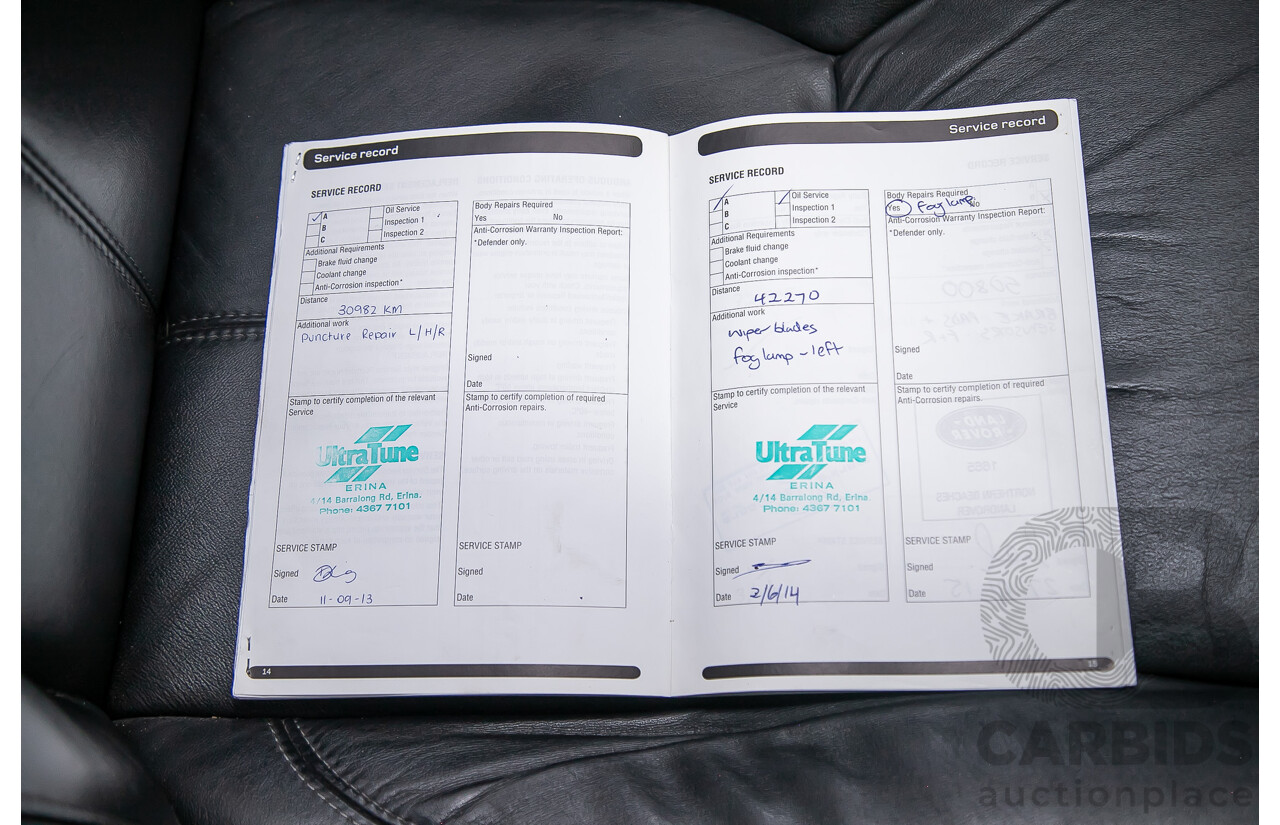 Service record
SERVICE RECORD
A
B
C
Oil Service
Inspection 1
Inspection 2
Additional Requirements
Brake fluid change
Coolant change
Anti-Corrosion inspection*
Distance
30982 KM
Additional work
Puncture Repair L/H/R
Stamp to certify completion of the relevant
Service
UltraTune
ERINA
4/14 Barralong Rd, Erina.
Phone: 4367 7101
SERVICE STAMP
Signed
Date 11-09-13
Body Repairs Required
Yes No
Anti-Corrosion Warranty Inspection Report:
*Defender only.
Signed
Date
Stamp to certify completion of required
Anti-Corrosion repairs.
SERVICE STAMP
Signed
Date
14
Service record
SERVICE RECORD
A
B
C
Oil Service
Inspection 1
Inspection 2
Additional Requirements
Brake fluid change
Coolant change
Anti-Corrosion inspection*
Distance
42270
Additional work
wiper blades
foglamp - left
Stamp to certify completion of the relevant
Service
UltraTune
ERINA
4/14 Barralong Rd, Erina.
Phone: 4367 7101
SERVICE STAMP
Signed
Date 2/6/14
Body Repairs Required
Yes foglamp No
Anti-Corrosion Warranty Inspection Report:
*Defender only.
Signed
Date
Stamp to certify completion of required
Anti-Corrosion repairs.
SERVICE STAMP
Signed
Date
15
CARBIDS
auctionplace